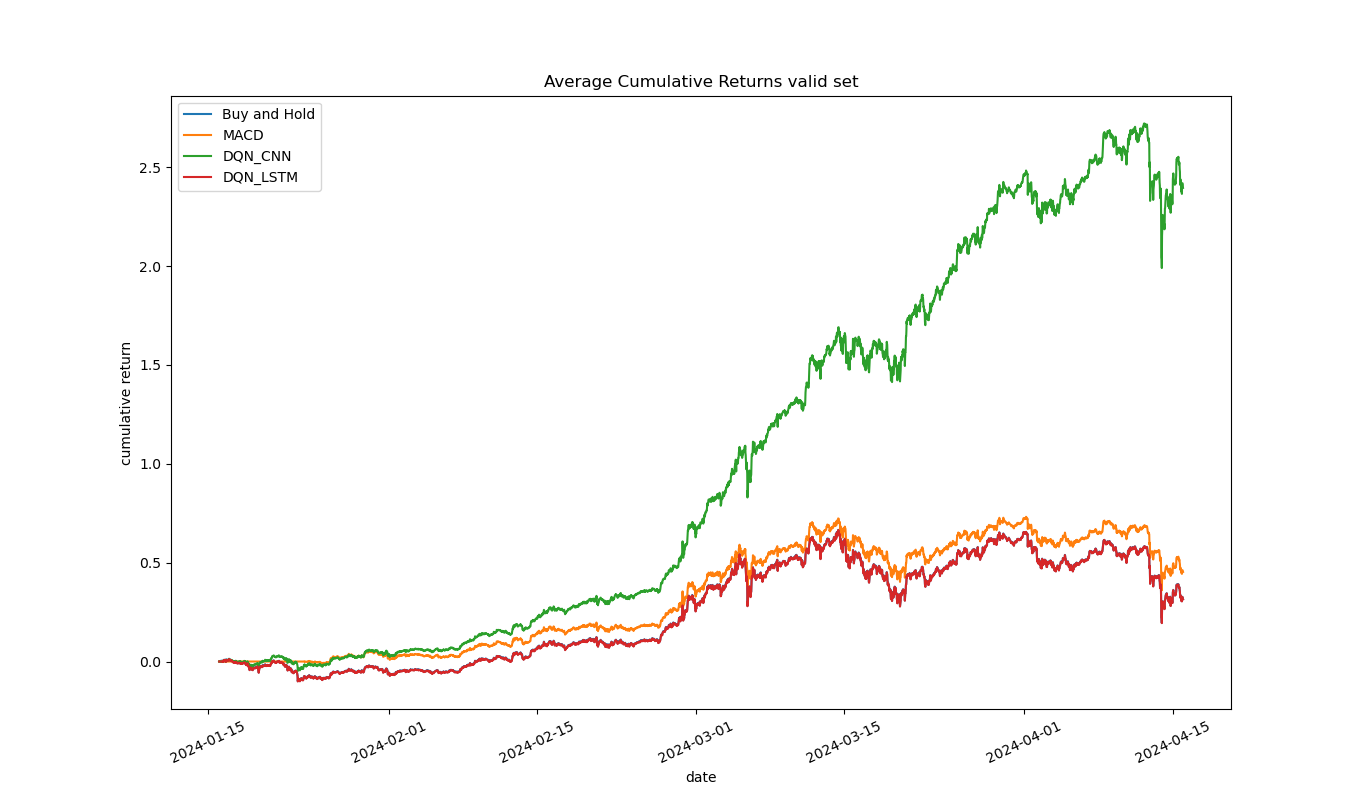 Average Cumulative Returns valid set
Buy and Hold
MACD
DQN_CNN
DQN_LSTM
2.5
2.0
1.5
1.0
0.5
0.0
cumulative return
2024-01-15
2024-02-01
2024-02-15
2024-03-01
2024-03-15
2024-04-01
2024-04-15
date